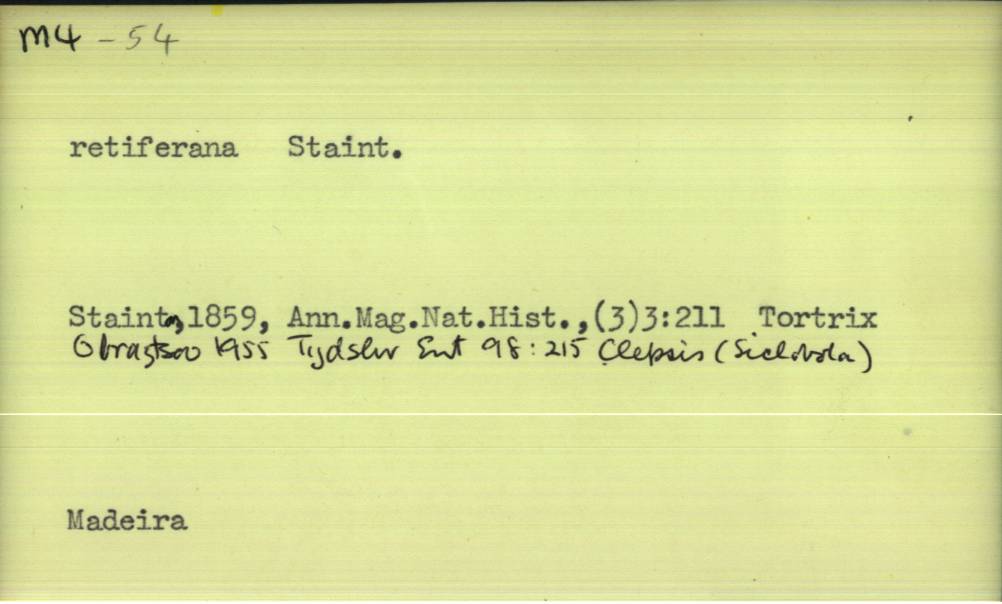 M4 - 54
retiferana Staint.
Stainton, 1859, Ann.Mag.Nat.Hist.,(3)3:211 Tortrix
Obraztsov 1955 Tijdschr Ent 98:215 Clepsis (Siclobola)
Madeira